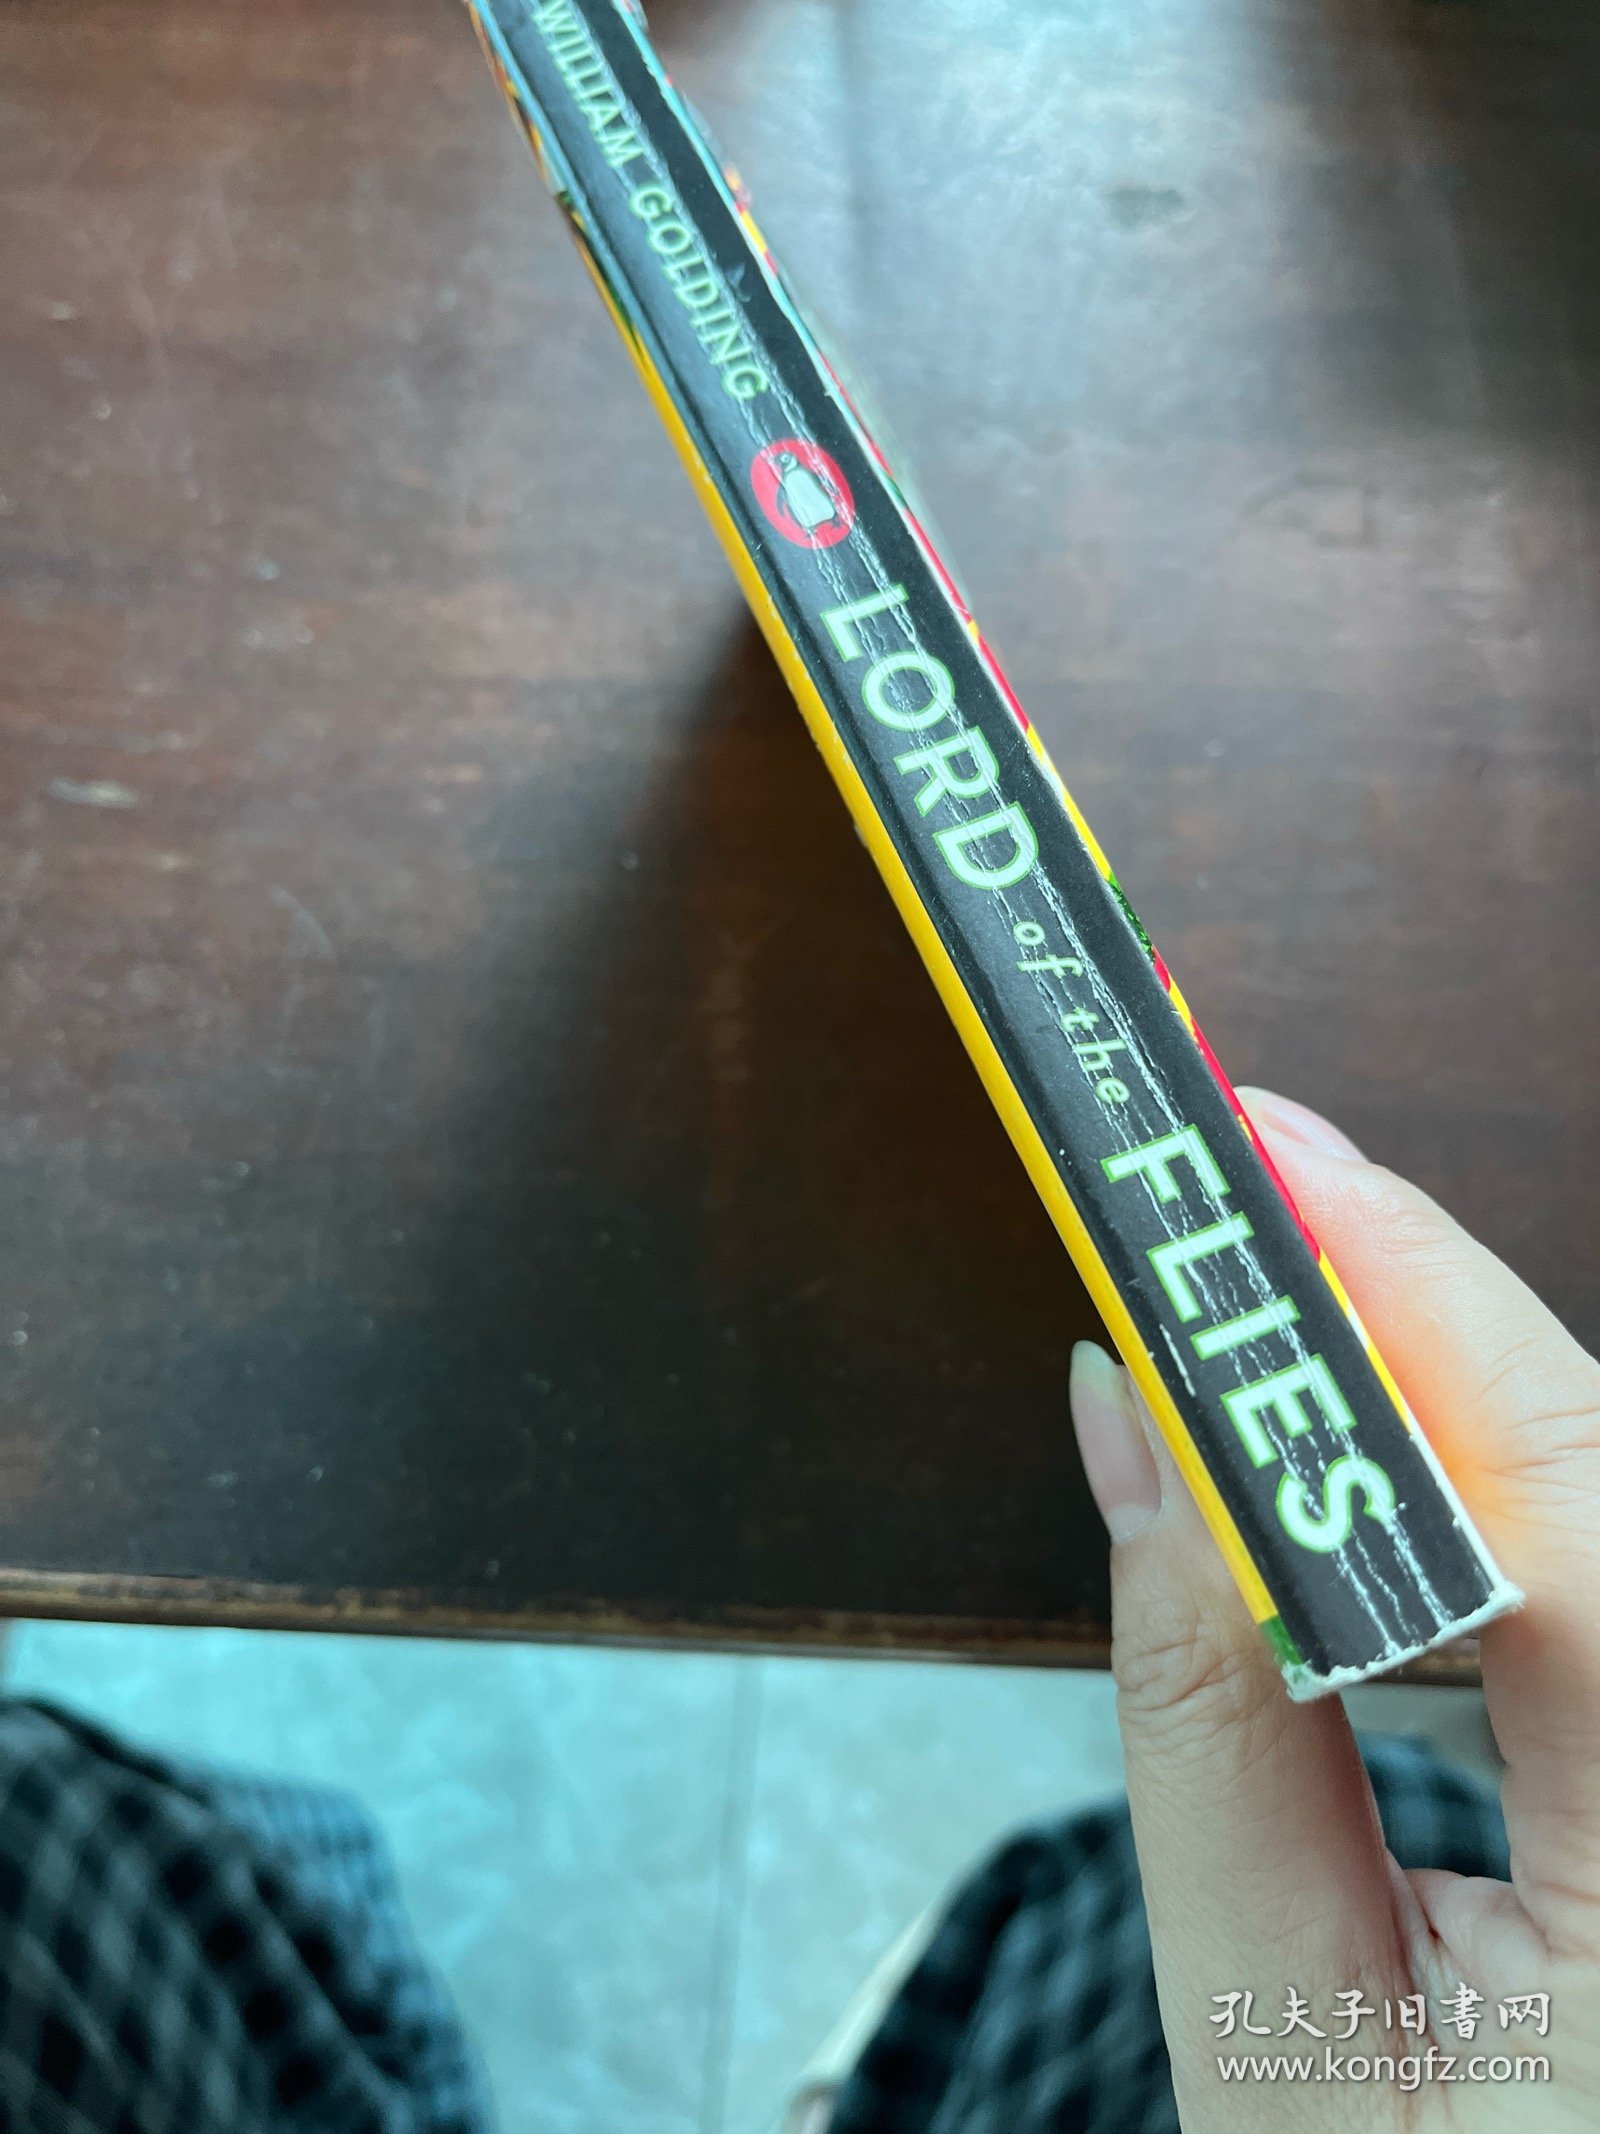 WILLIAM GOLDING
LORD of the FLIES
孔夫子旧书网
www.kongfz.com